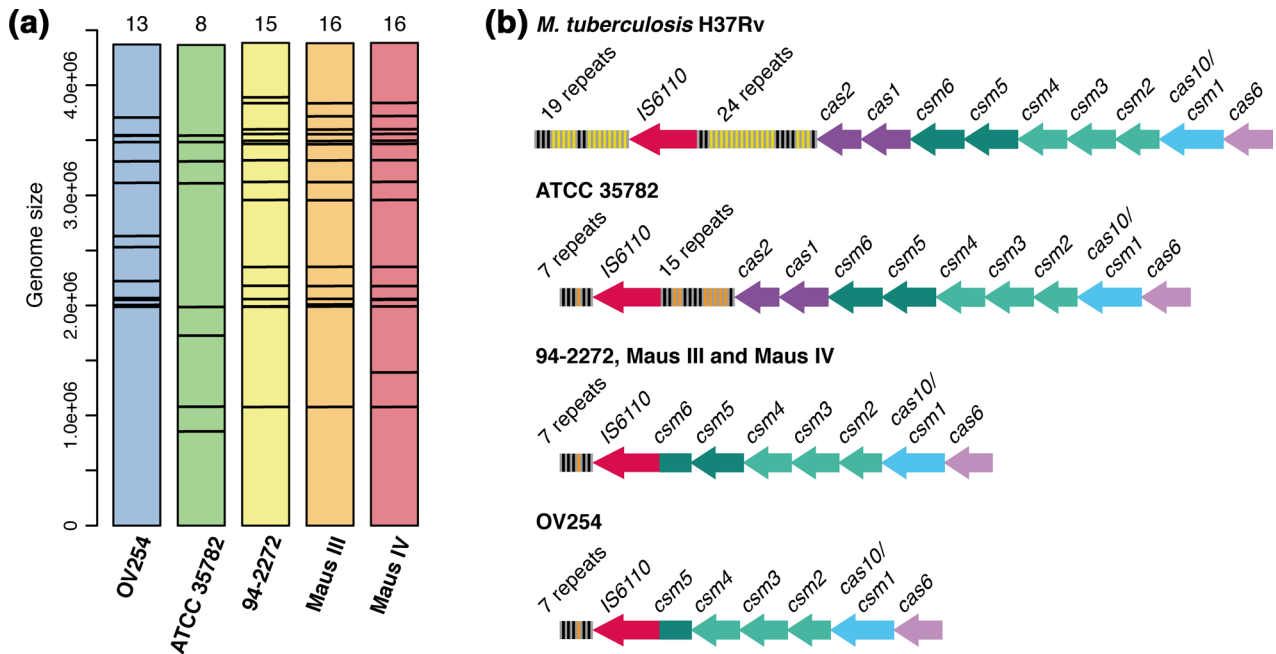 (a)
13 8 15 16 16
Genome size
4.0e+06
3.0e+06
2.0e+06
1.0e+06
0
OV254
ATCC 35782
94-2272
Maus III
Maus IV
(b)
M. tuberculosis H37Rv
19 repeats IS6110 24 repeats cas2 cas1 csm6 csm5 csm4 csm3 csm2 cas10/
csm1 cas6
ATCC 35782
7 repeats IS6110 15 repeats cas2 cas1 csm6 csm5 csm4 csm3 csm2 cas10/
csm1 cas6
94-2272, Maus III and Maus IV
7 repeats IS6110 csm6 csm5 csm4 csm3 csm2 cas10/
csm1 cas6
OV254
7 repeats IS6110 csm5 csm4 csm3 csm2 cas10/
csm1 cas6